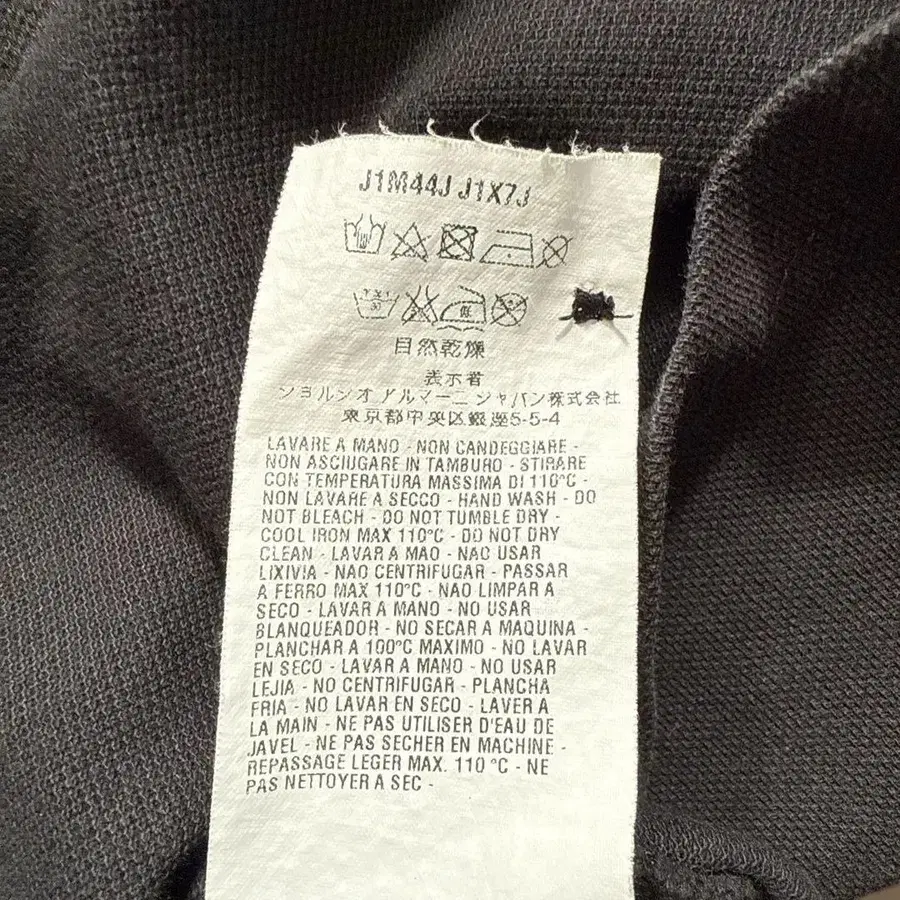 J1M44J J1X7J
自然乾燥
表示者
ジョルジオ アルマーニ ジャパン株式会社
東京都中央区銀座5-5-4
LAVARE A MANO - NON CANDEGGIARE -
NON ASCIUGARE IN TAMBURO - STIRARE
CON TEMPERATURA MASSIMA DI 110°C -
NON LAVARE A SECCO - HAND WASH - DO
NOT BLEACH - DO NOT TUMBLE DRY -
COOL IRON MAX 110°C - DO NOT DRY
CLEAN - LAVAR A MAO - NAO USAR
LIXIVIA - NAO CENTRIFUGAR - PASSAR
A FERRO MAX 110°C - NAO LIMPAR A
SECO - LAVAR A MANO - NO USAR
BLANQUEADOR - NO SECAR A MAQUINA -
PLANCHAR A 100°C MAXIMO - NO LAVAR
EN SECO - LAVAR A MANO - NO USAR
LEJIA - NO CENTRIFUGAR - PLANCHA
FRIA - NO LAVAR EN SECO - LAVER A
LA MAIN - NE PAS UTILISER D'EAU DE
JAVEL - NE PAS SECHER EN MACHINE -
REPASSAGE LEGER MAX. 110°C - NE
PAS NETTOYER A SEC -